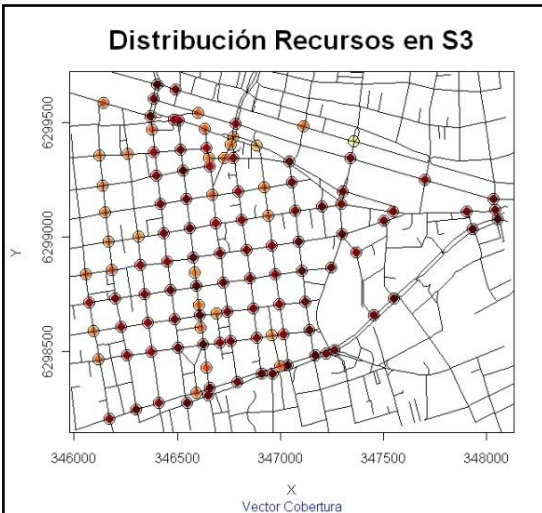 Distribución Recursos en S3
6299500
6299000
6298500
Y
346000 346500 347000 347500 348000
X
Vector Cobertura